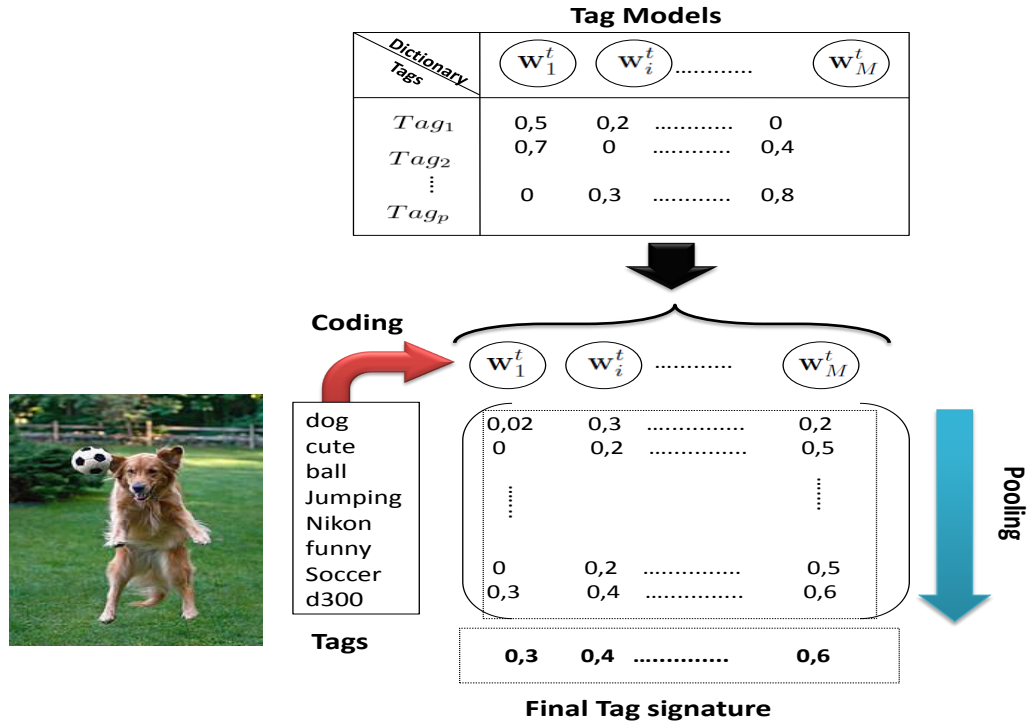 Tag Models
Dictionary
Tags
w_1^t w_i^t ............ w_M^t
Tag_1 0,5 0,2 ............ 0
Tag_2 0,7 0 ............ 0,4
Tag_p 0 0,3 ............ 0,8
Coding
w_1^t w_i^t ............ w_M^t
dog 0,02 0,3 ............... 0,2
cute 0 0,2 ............... 0,5
ball
Jumping
Nikon
funny
Soccer 0 0,2 ............... 0,5
d300 0,3 0,4 ............... 0,6
Pooling
Tags
0,3 0,4 .............. 0,6
Final Tag signature